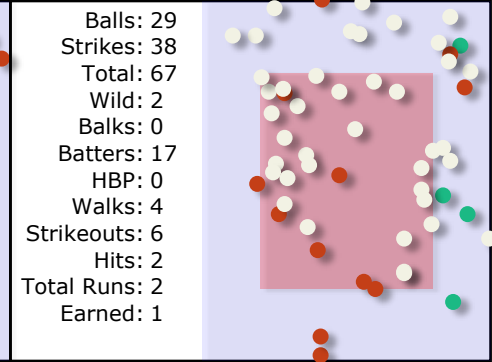 Balls: 29
Strikes: 38
Total: 67
Wild: 2
Balks: 0
Batters: 17
HBP: 0
Walks: 4
Strikeouts: 6
Hits: 2
Total Runs: 2
Earned: 1